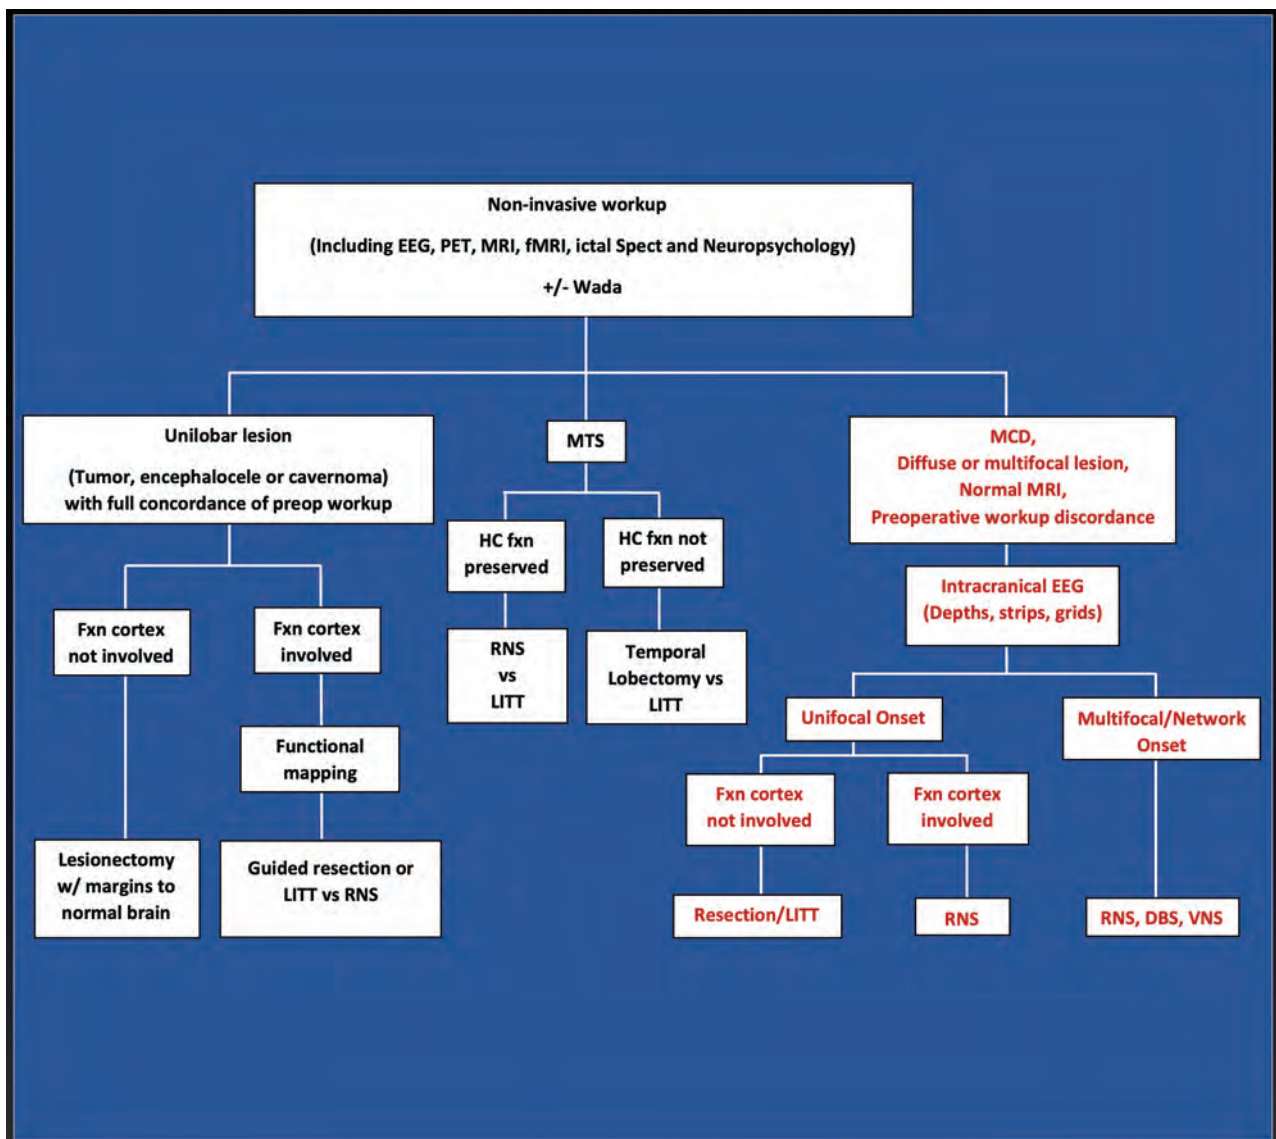 Non-invasive workup
(Including EEG, PET, MRI, fMRI, ictal Spect and Neuropsychology)
+/- Wada
Unilobar lesion
(Tumor, encephalocele or cavernoma)
with full concordance of preop workup
Fxn cortex
not involved
Lesionectomy
w/ margins to
normal brain
Fxn cortex
involved
Functional
mapping
Guided resection or
LITT vs RNS
MTS
HC fxn
preserved
RNS
vs
LITT
HC fxn not
preserved
Temporal
Lobectomy vs
LITT
MCD,
Diffuse or multifocal lesion,
Normal MRI,
Preoperative workup discordance
Intracranical EEG
(Depths, strips, grids)
Unifocal Onset
Fxn cortex
not involved
Resection/LITT
Fxn cortex
involved
RNS
Multifocal/Network
Onset
RNS, DBS, VNS